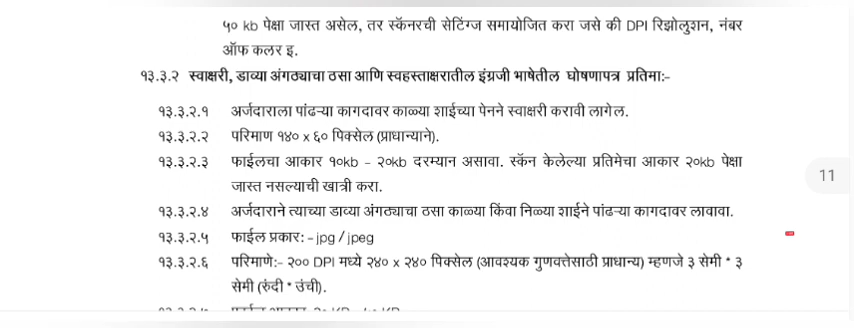 ५० kb पेक्षा जास्त असेल, तर स्कॅनरची सेटिंग्ज समायोजित करा जसे की DPI रिझोलुशन, नंबर
ऑफ कलर इ.
१३.३.२ स्वाक्षरी, डाव्या अंगठ्याचा ठसा आणि स्वहस्ताक्षरातील इंग्रजी भाषेतील घोषणापत्र प्रतिमा:-
१३.३.२.१ अर्जदाराला पांढऱ्या कागदावर काळ्या शाईच्या पेनने स्वाक्षरी करावी लागेल.
१३.३.२.२ परिमाण १४० x ६० पिक्सेल (प्राधान्याने).
१३.३.२.३ फाईलचा आकार १०kb - २०kb दरम्यान असावा. स्कॅन केलेल्या प्रतिमेचा आकार २०kb पेक्षा
जास्त नसल्याची खात्री करा.
१३.३.२.४ अर्जदाराने त्याच्या डाव्या अंगठ्याचा ठसा काळ्या किंवा निळ्या शाईने पांढऱ्या कागदावर लावावा.
१३.३.२.५ फाईल प्रकार: - jpg / jpeg
१३.३.२.६ परिमाणे:- २०० DPI मध्ये २४० x २४० पिक्सेल (आवश्यक गुणवत्तेसाठी प्राधान्य) म्हणजे ३ सेमी * ३
सेमी (रुंदी * उंची).
11